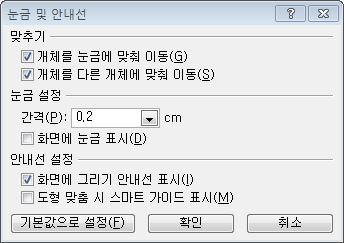 눈금 및 안내선
맞추기
개체를 눈금에 맞춰 이동(G)
개체를 다른 개체에 맞춰 이동(S)
눈금 설정
간격(P): 0,2 cm
화면에 눈금 표시(D)
안내선 설정
화면에 그리기 안내선 표시(I)
도형 맞춤 시 스마트 가이드 표시(M)
기본값으로 설정(F) 확인 취소